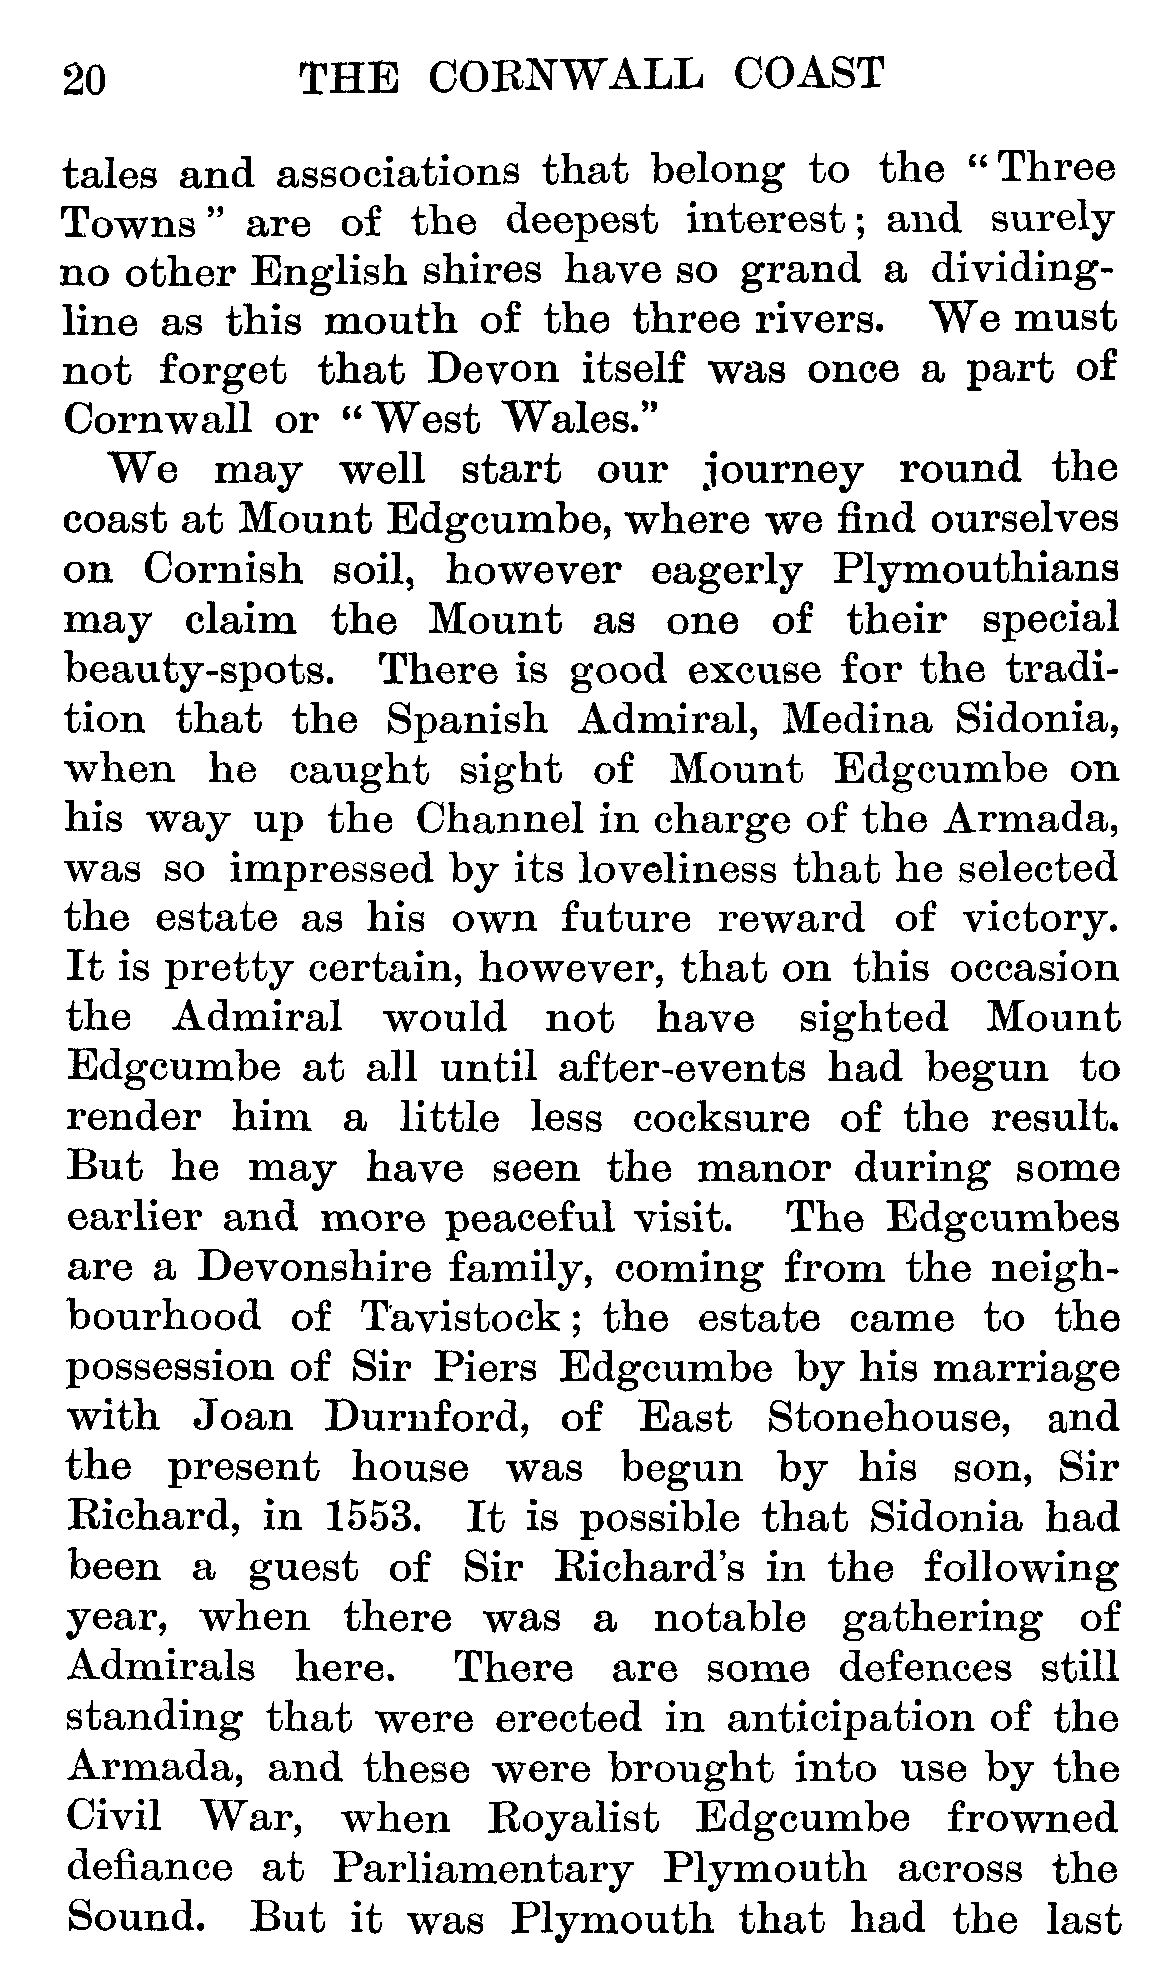 20 THE CORNWALL COAST
tales and associations that belong to the “Three
Towns” are of the deepest interest; and surely
no other English shires have so grand a dividing-
line as this mouth of the three rivers. We must
not forget that Devon itself was once a part of
Cornwall or “West Wales.”
We may well start our journey round the
coast at Mount Edgcumbe, where we find ourselves
on Cornish soil, however eagerly Plymouthians
may claim the Mount as one of their special
beauty-spots. There is good excuse for the tradi-
tion that the Spanish Admiral, Medina Sidonia,
when he caught sight of Mount Edgcumbe on
his way up the Channel in charge of the Armada,
was so impressed by its loveliness that he selected
the estate as his own future reward of victory.
It is pretty certain, however, that on this occasion
the Admiral would not have sighted Mount
Edgcumbe at all until after-events had begun to
render him a little less cocksure of the result.
But he may have seen the manor during some
earlier and more peaceful visit. The Edgcumbes
are a Devonshire family, coming from the neigh-
bourhood of Tavistock; the estate came to the
possession of Sir Piers Edgcumbe by his marriage
with Joan Durnford, of East Stonehouse, and
the present house was begun by his son, Sir
Richard, in 1553. It is possible that Sidonia had
been a guest of Sir Richard’s in the following
year, when there was a notable gathering of
Admirals here. There are some defences still
standing that were erected in anticipation of the
Armada, and these were brought into use by the
Civil War, when Royalist Edgcumbe frowned
defiance at Parliamentary Plymouth across the
Sound. But it was Plymouth that had the last